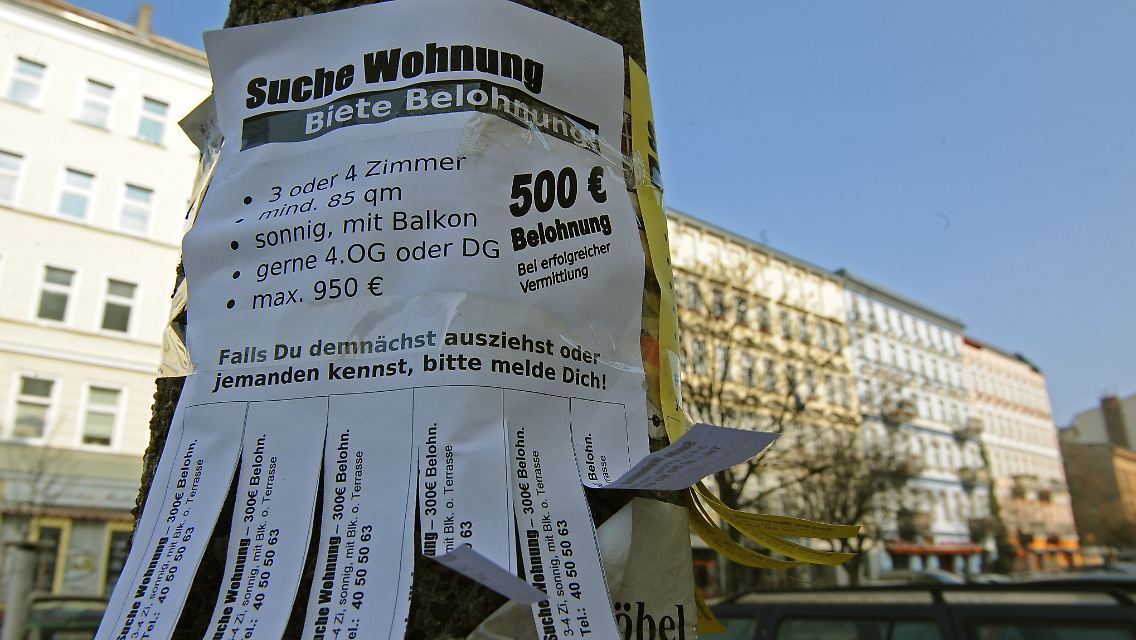 Suche Wohnung
Biete Belohnung!
• 3 oder 4 Zimmer
- mind. 85 qm
• sonnig, mit Balkon
• gerne 4.OG oder DG
• max. 950 €
500 €
Belohnung
Bei erfolgreicher
Vermittlung
Falls Du demnächst ausziehst oder
jemanden kennst, bitte melde Dich!
Suche Wohnung – 300€ Belohn.
3-4 Zi, sonnig, mit Blk. o. Terrasse
Tel.: 40 50 50 63
Suche Wohnung – 300€ Belohn.
3-4 Zi, sonnig, mit Blk. o. Terrasse
Tel.: 40 50 50 63
Suche Wohnung – 300€ Belohn.
3-4 Zi, sonnig, mit Blk. o. Terrasse
Tel.: 40 50 50 63
ung – 300€ Belohn.
mit Blk. o. Terrasse
63
Suche Wohnung – 300€ Belohn.
3-4 Zi, sonnig, mit Blk. o. Terrasse
Tel.: 40 50 50 63
Belohn.
öbel